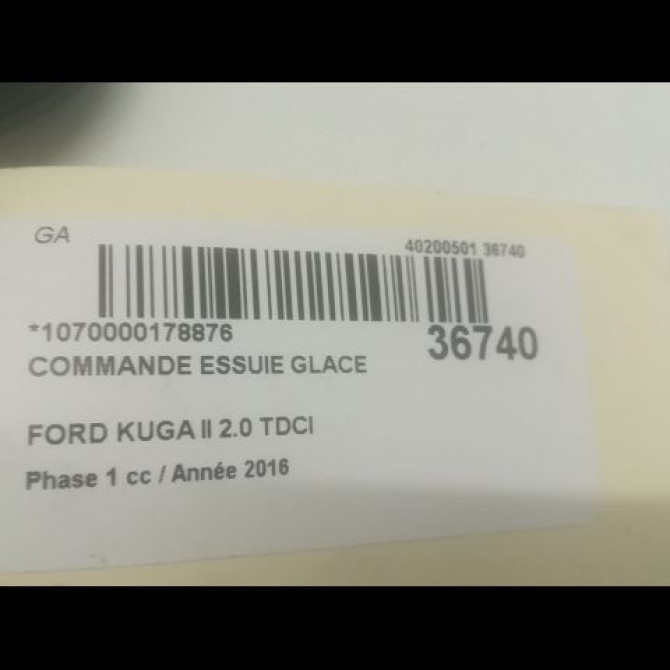 GA
40200501 36740
*1070000178876
36740
COMMANDE ESSUIE GLACE
FORD KUGA II 2.0 TDCI
Phase 1 cc / Année 2016